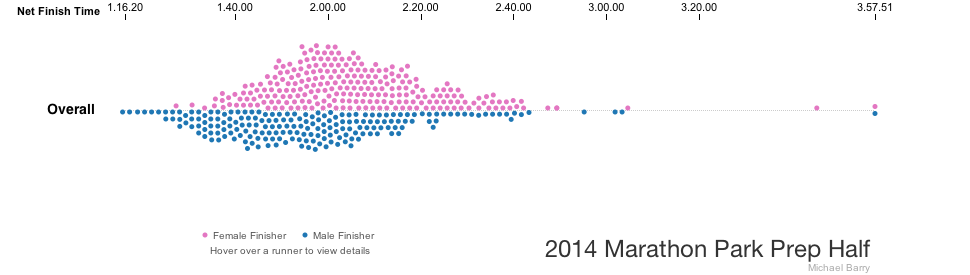 Net Finish Time 1.16.20 1.40.00 2.00.00 2.20.00 2.40.00 3.00.00 3.20.00 3.57.51
Overall
Female Finisher Male Finisher
Hover over a runner to view details
2014 Marathon Park Prep Half
Michael Barry